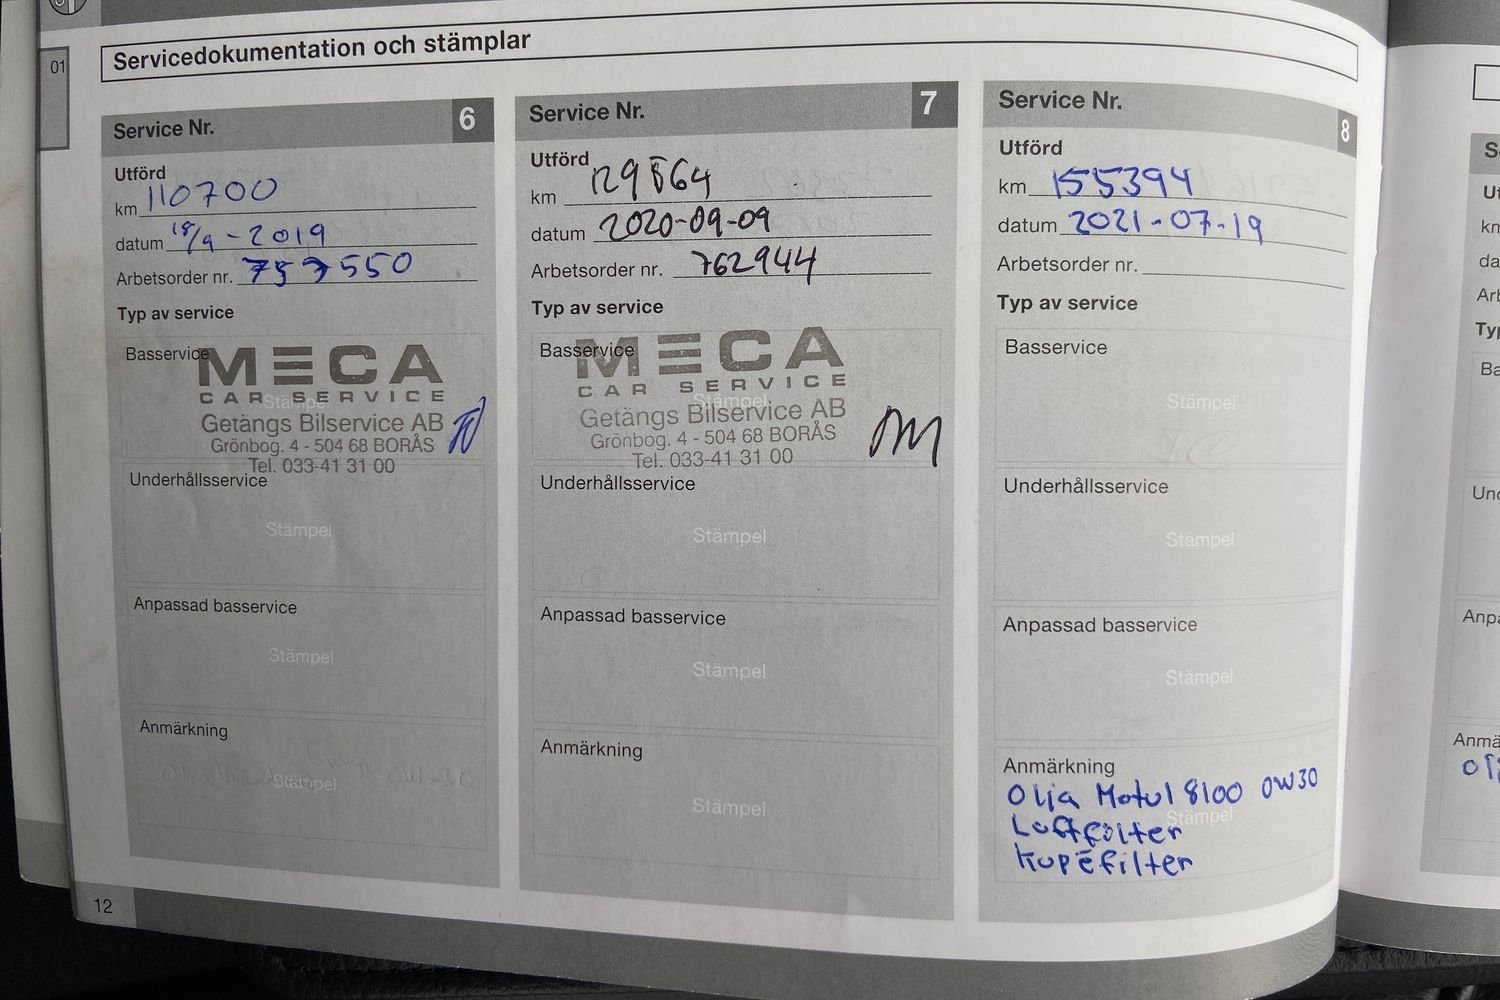 01
Servicedokumentation och stämplar
Service Nr. 6
Utförd
km 110700
datum 18/9-2019
Arbetsorder nr. 757550
Typ av service
Basservice
MECA
CAR SERVICE
Stämpel
Getängs Bilservice AB
Grönbog. 4 - 504 68 BORÅS
Tel. 033-41 31 00
Underhållsservice
Stämpel
Anpassad basservice
Stämpel
Anmärkning
Stämpel
12
Service Nr. 7
Utförd
km 129564
datum 2020-09-09
Arbetsorder nr. 762944
Typ av service
Basservice
MECA
CAR SERVICE
Stämpel
Getängs Bilservice AB
Grönbog. 4 - 504 68 BORÅS
Tel. 033-41 31 00
Underhållsservice
Stämpel
Anpassad basservice
Stämpel
Anmärkning
Stämpel
Service Nr. 8
Utförd
km 155394
datum 2021-07-19
Arbetsorder nr.
Typ av service
Basservice
Stämpel
Underhållsservice
Stämpel
Anpassad basservice
Stämpel
Anmärkning
Olja Motul 8100 0W30
Stämpel
Luftfilter
Kupéfilter